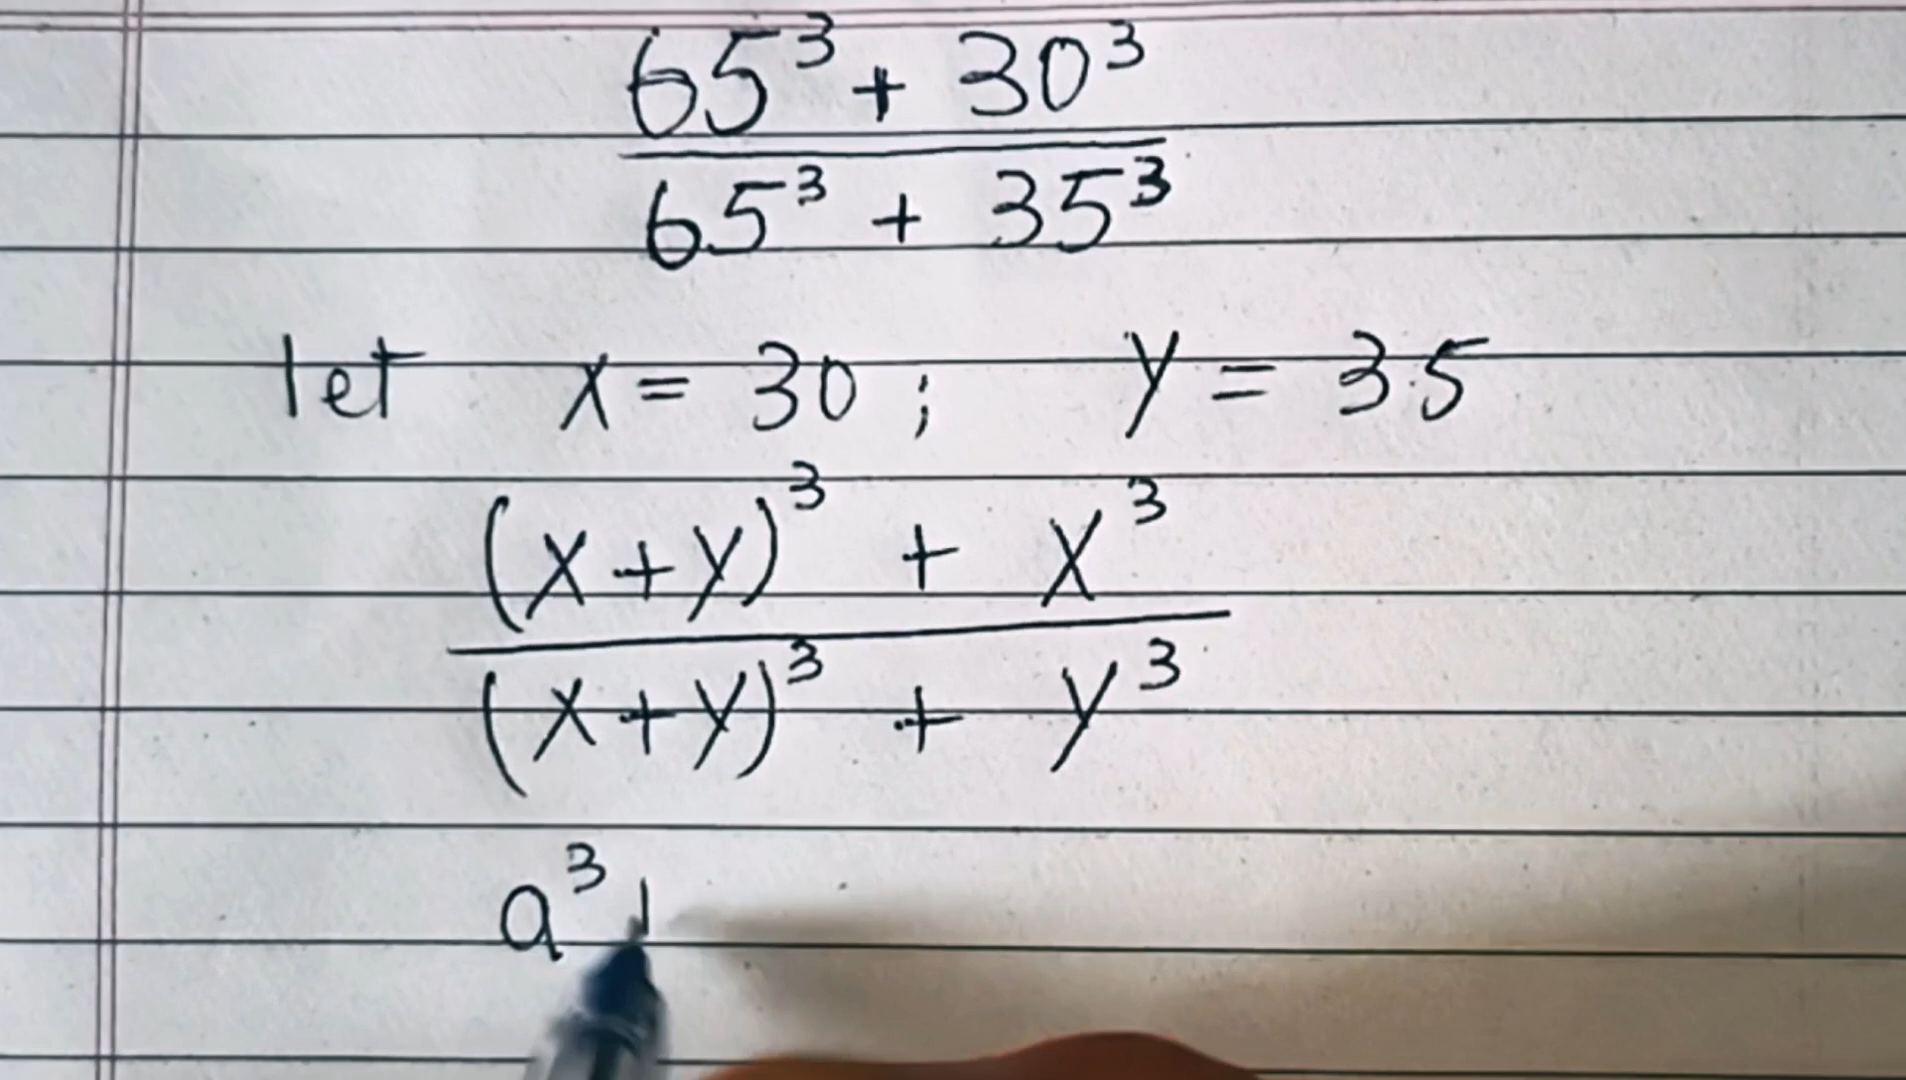 65³ + 30³
65³ + 35³
let x = 30 ; y = 35
(x+y)³ + x³
(x+y)³ + y³
a³